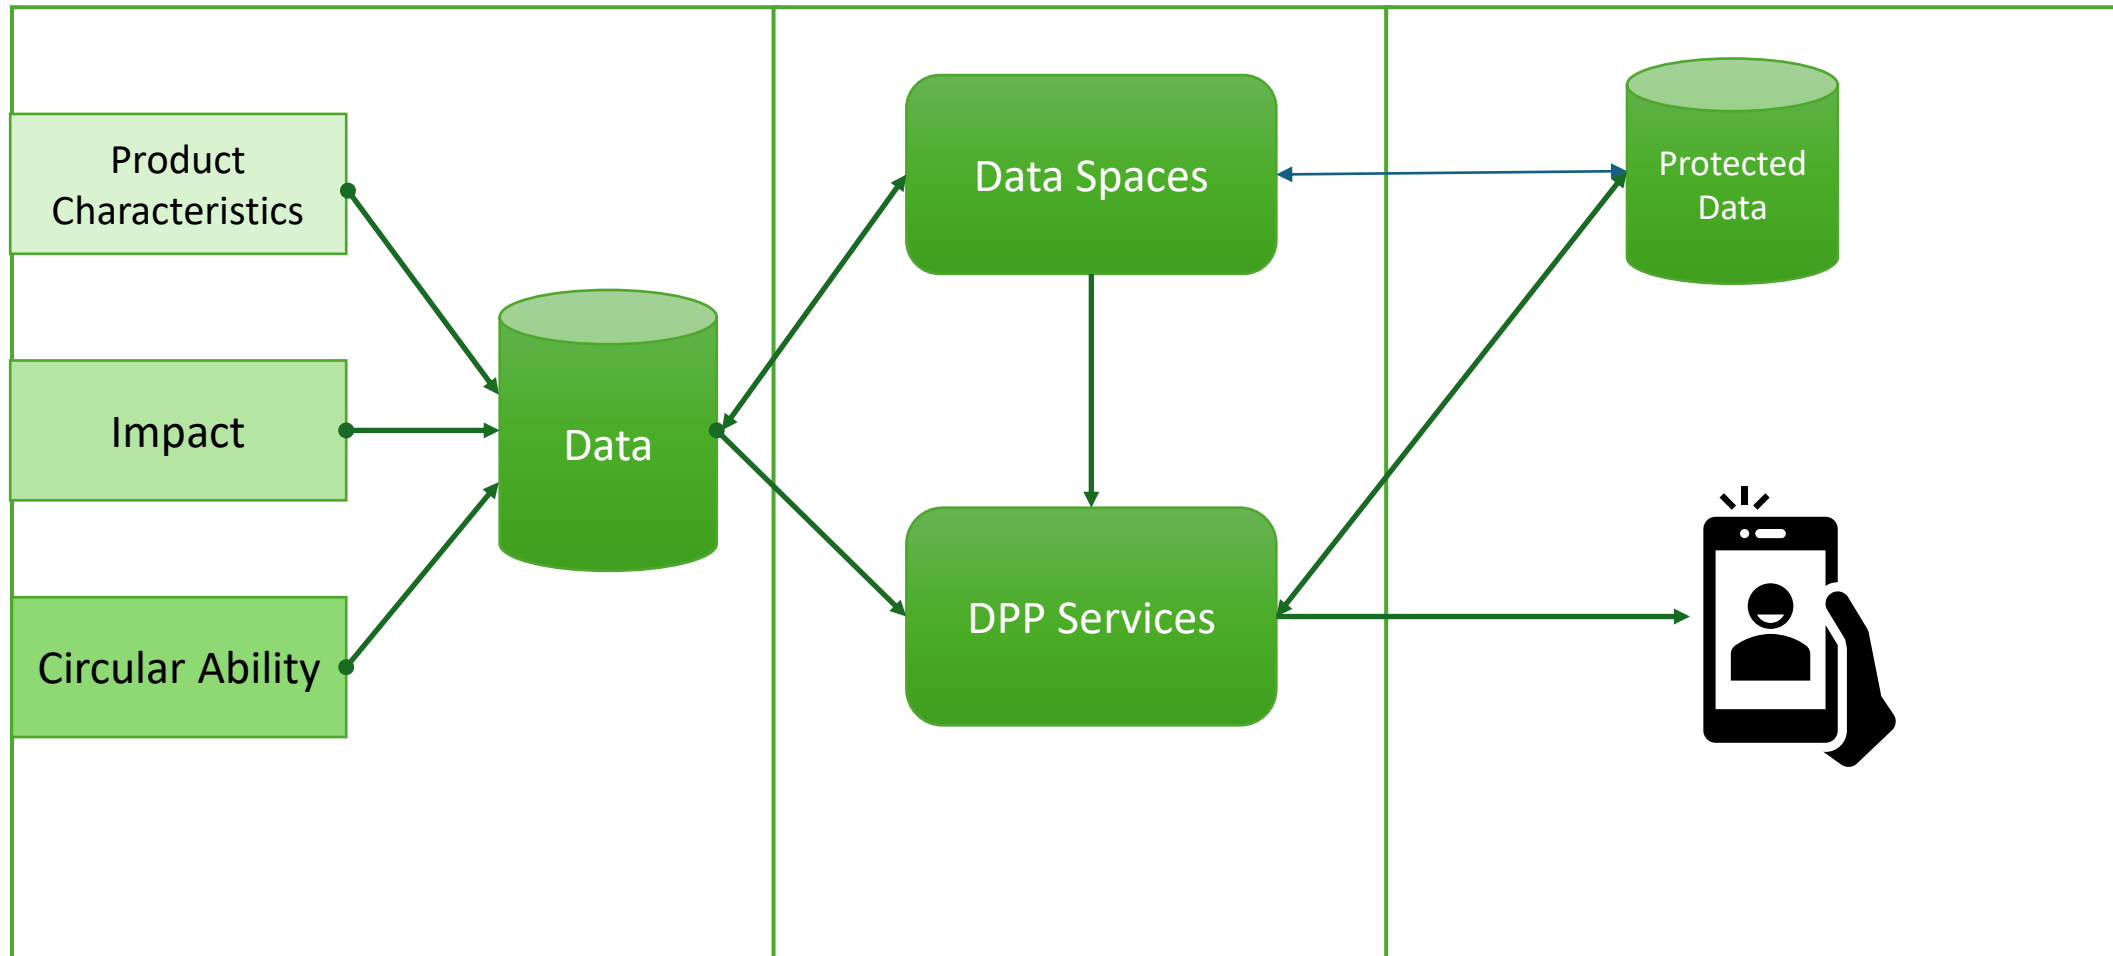 Product
Characteristics
Impact
Circular Ability
Data
Data Spaces
DPP Services
Protected
Data